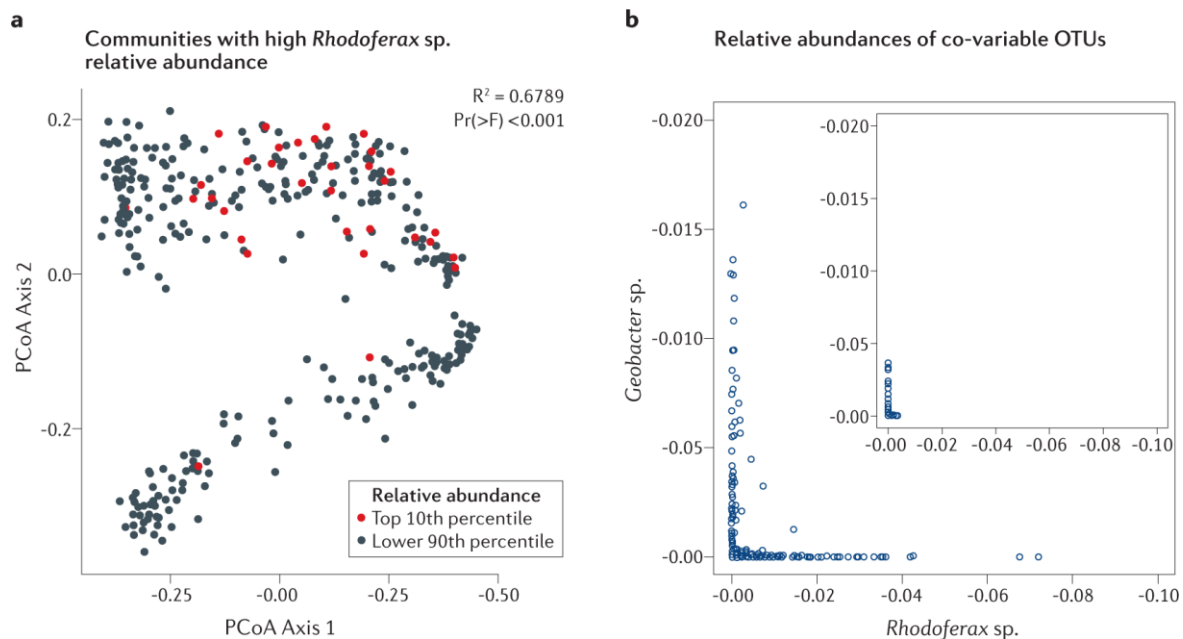 a
Communities with high Rhodoferax sp.
relative abundance
R² = 0.6789
Pr(>F) <0.001
0.2
0.0
-0.2
PCoA Axis 2
-0.25
-0.00
-0.25
-0.50
PCoA Axis 1
Relative abundance
Top 10th percentile
Lower 90th percentile
b
Relative abundances of co-variable OTUs
-0.020
-0.015
-0.010
-0.05
-0.00
Geobacter sp.
-0.00
-0.02
-0.04
-0.06
-0.08
-0.10
Rhodoferax sp.
-0.020
-0.015
-0.010
-0.05
-0.00
-0.00
-0.02
-0.04
-0.06
-0.08
-0.10